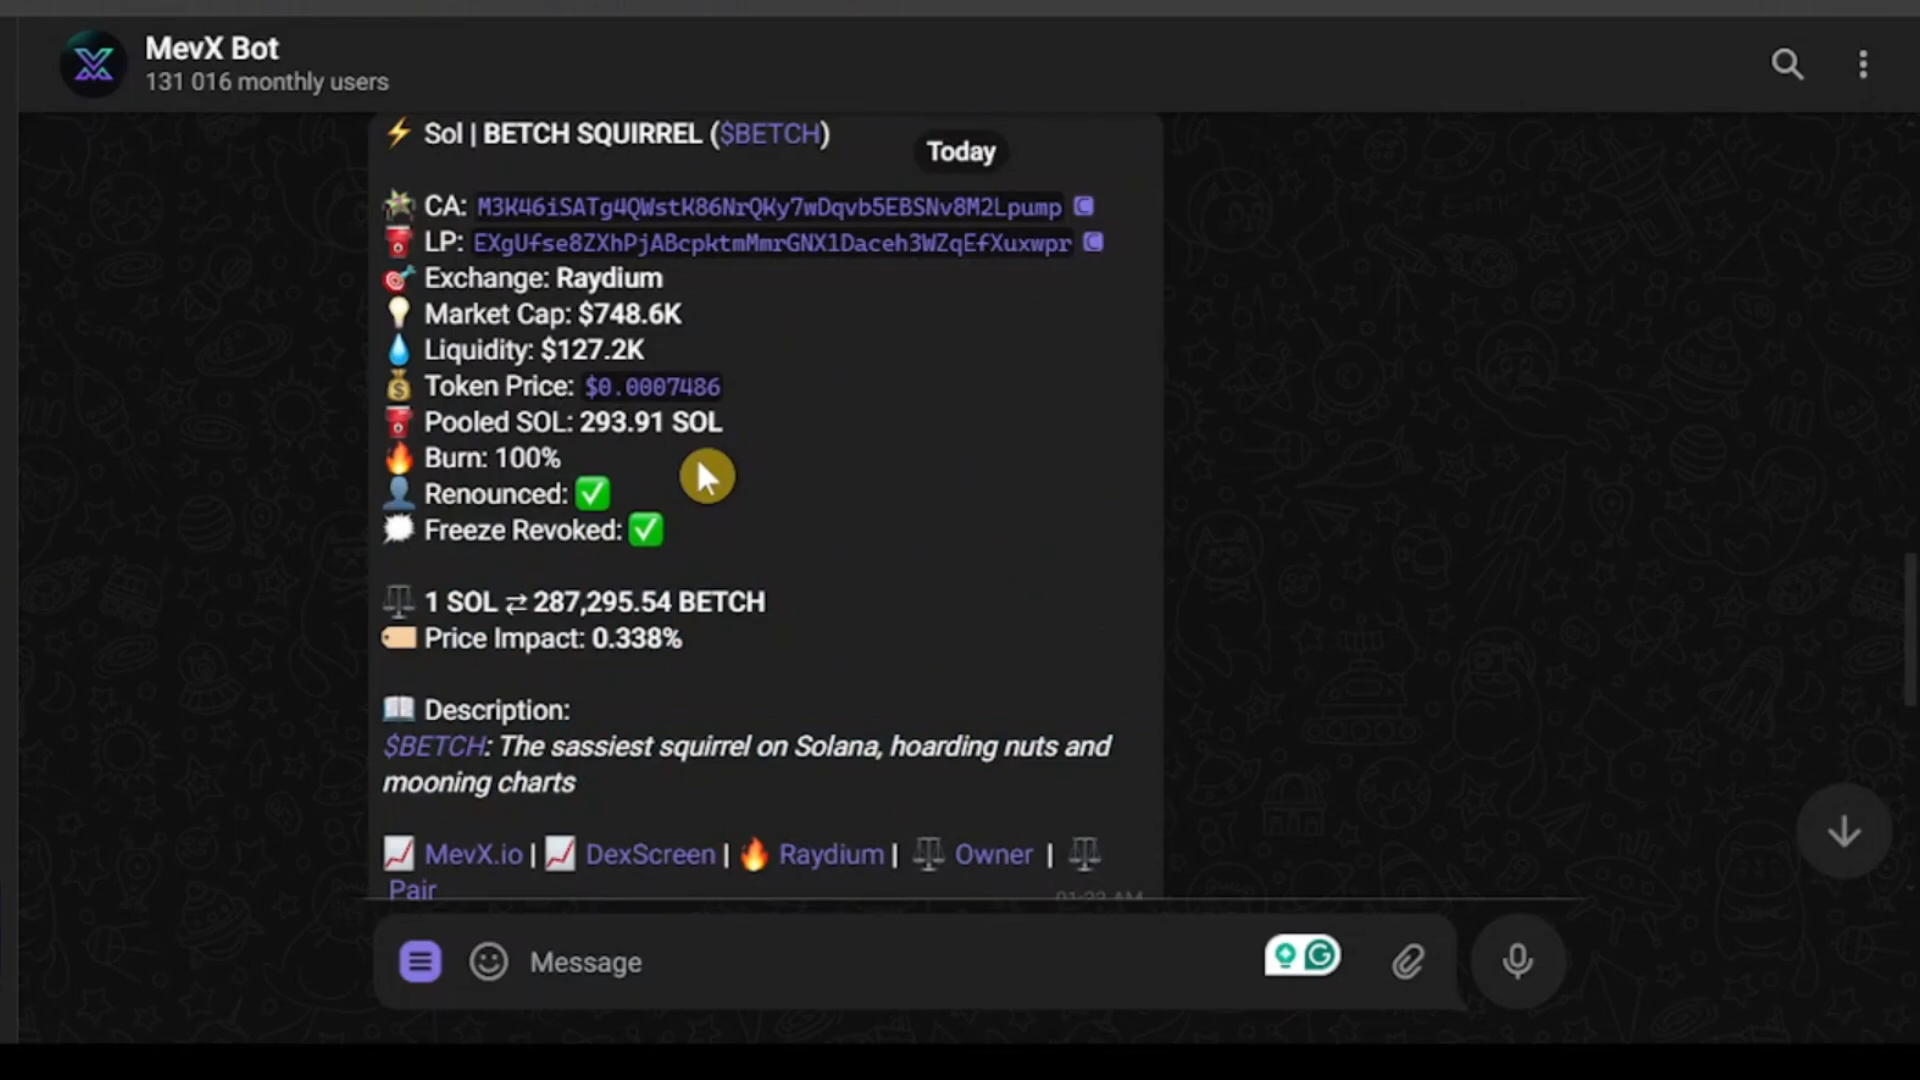 MevX Bot
131 016 monthly users
Sol | BETCH SQUIRREL ($BETCH)
Today
CA: M3K46iSATg4QWstK86NrQKy7wDqvb5EBSNv8M2Lpump
LP: EXgUfse8ZXhPjABcpktmMmrGNX1Daceh3WZqEfXuxwpr
Exchange: Raydium
Market Cap: $748.6K
Liquidity: $127.2K
Token Price: $0.0007486
Pooled SOL: 293.91 SOL
Burn: 100%
Renounced: ✅
Freeze Revoked: ✅
1 SOL ⇄ 287,295.54 BETCH
Price Impact: 0.338%
Description:
$BETCH: The sassiest squirrel on Solana, hoarding nuts and
mooning charts
MevX.io | DexScreen | Raydium | Owner |
Pair
Message